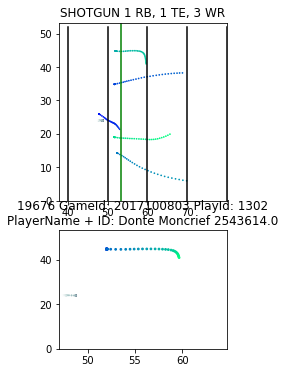 SHOTGUN 1 RB, 1 TE, 3 WR
50
40
30
20
10
0
40 50 60 70
19676 GameId: 2017100803 PlayId: 1302
PlayerName + ID: Donte Moncrief 2543614.0
40
20
0
50 55 60